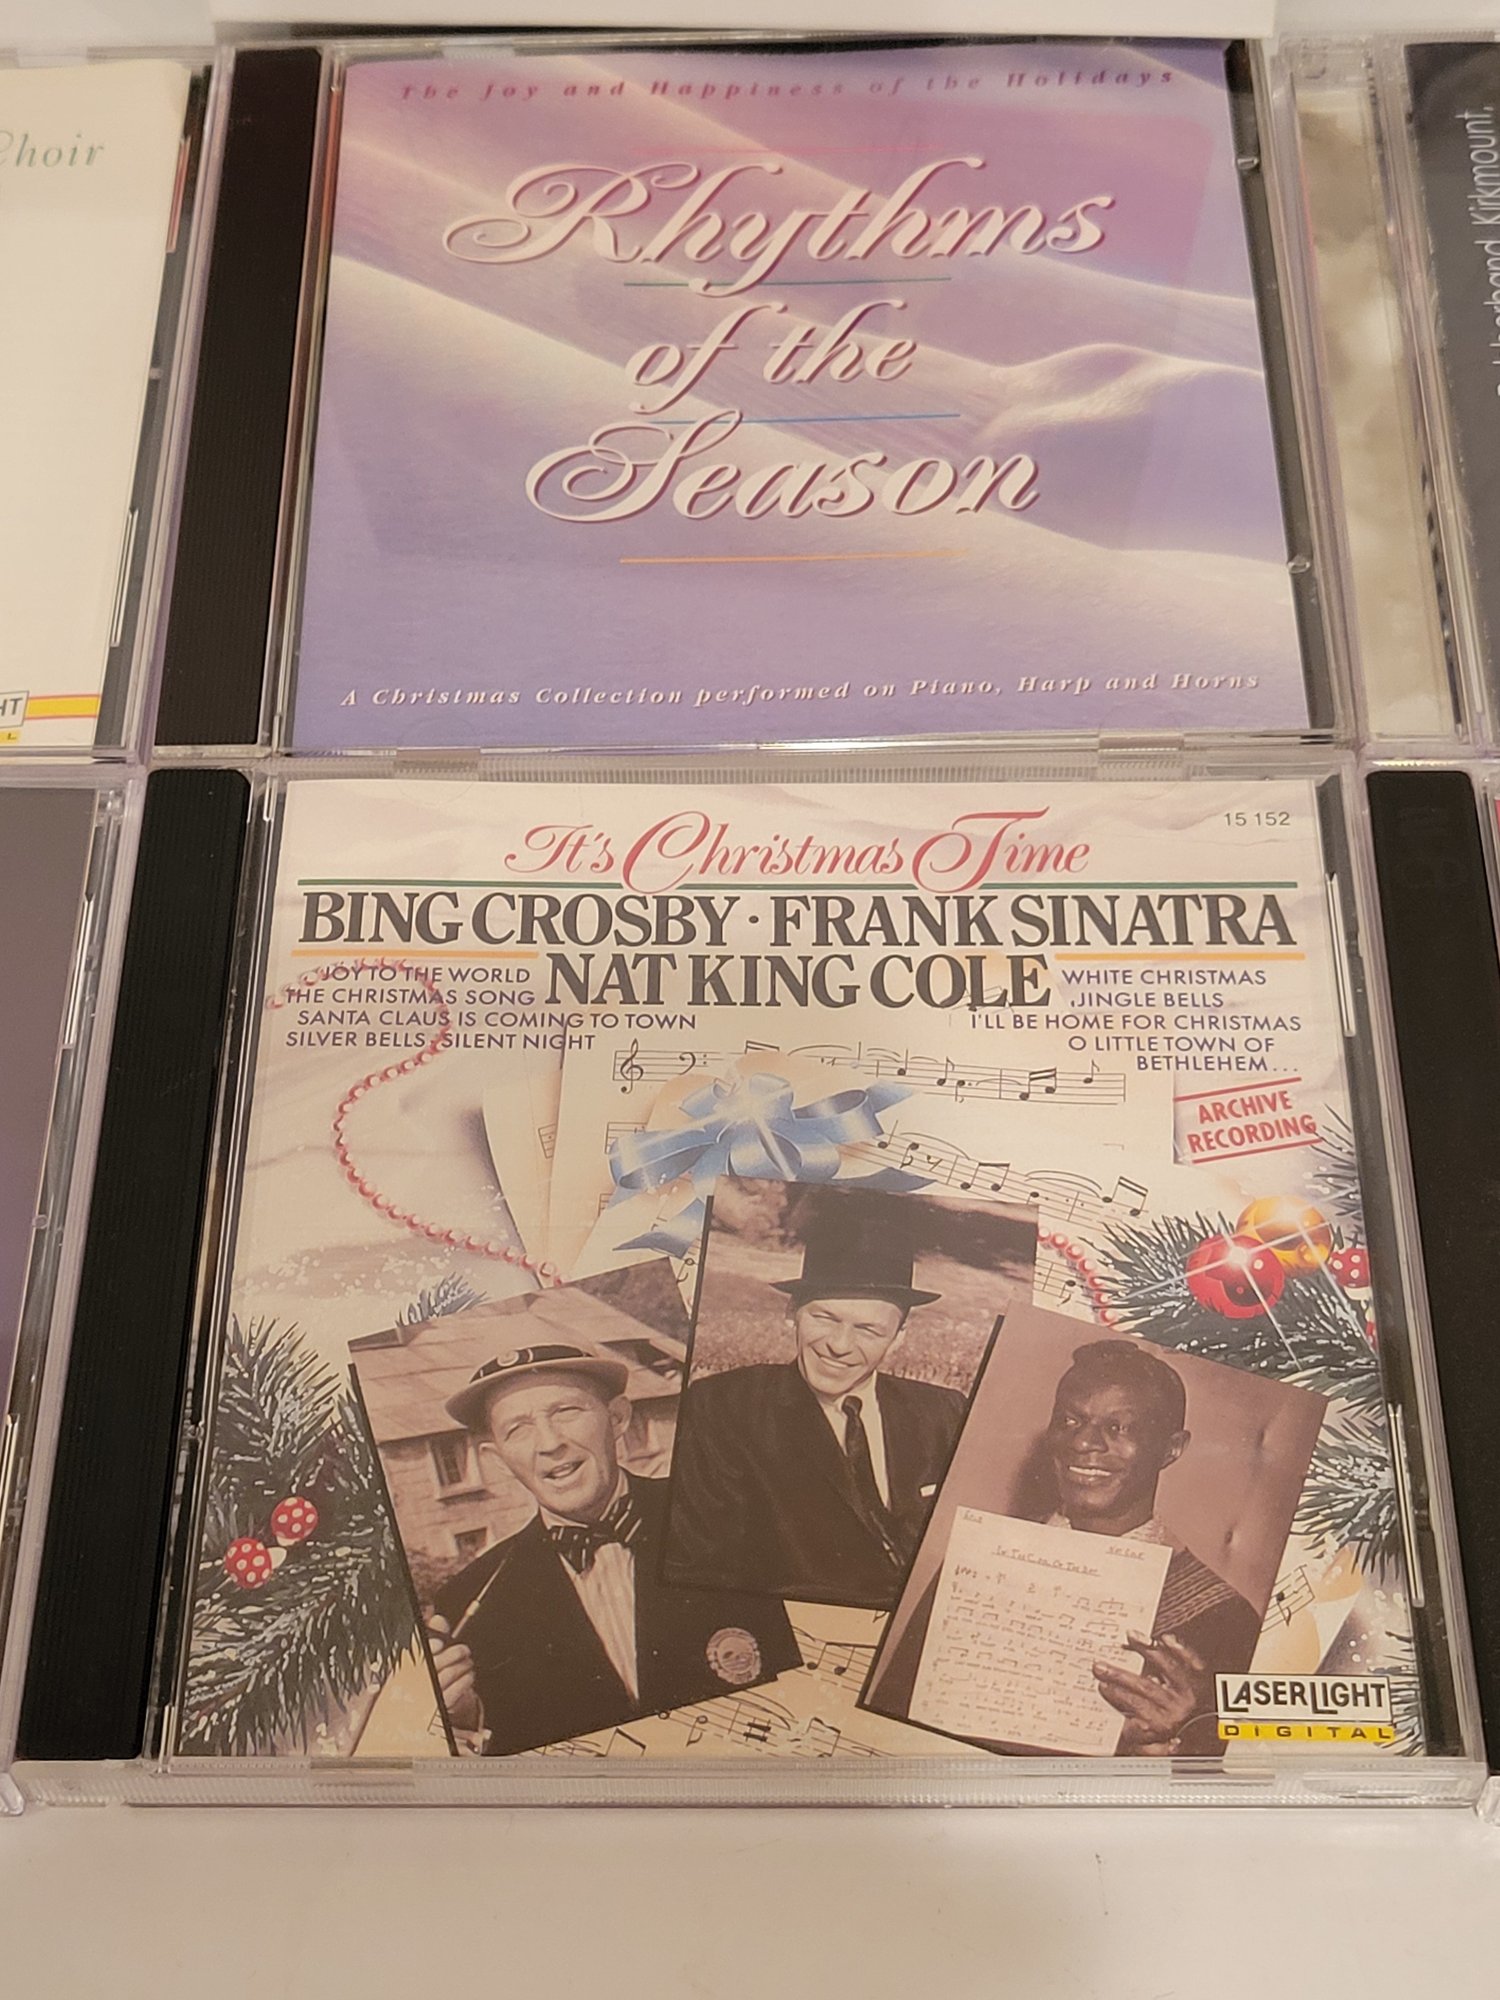 Choir
The Joy and Happiness of the Holidays
Rhythms
of the
Season
A Christmas Collection performed on Piano, Harp and Horns
Kirkmount,
HT
L
15 152
It's Christmas Time
BING CROSBY · FRANK SINATRA
NAT KING COLE
JOY TO THE WORLD
THE CHRISTMAS SONG
SANTA CLAUS IS COMING TO TOWN
SILVER BELLS · SILENT NIGHT
WHITE CHRISTMAS
JINGLE BELLS
I'LL BE HOME FOR CHRISTMAS
O LITTLE TOWN OF
BETHLEHEM...
ARCHIVE
RECORDING
LASERLIGHT
DIGITAL